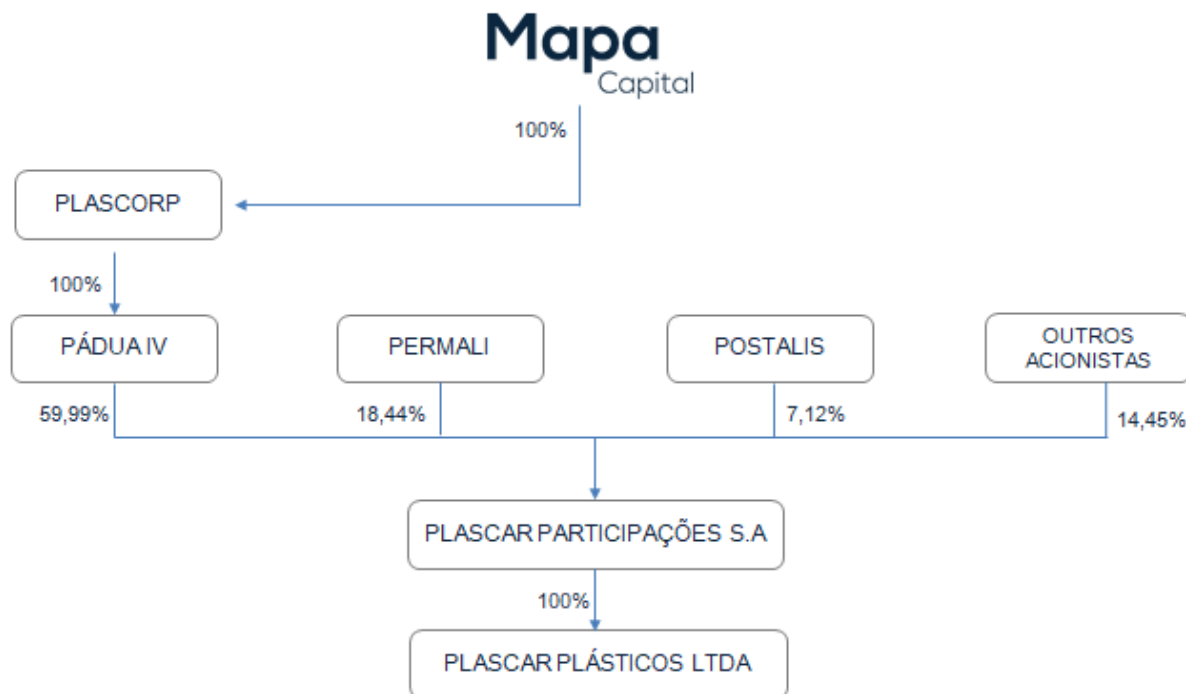 Mapa
Capital
100%
PLASCORP
100%
PÁDUA IV
PERMALI
POSTALIS
OUTROS
ACIONISTAS
59,99%
18,44%
7,12%
14,45%
PLASCAR PARTICIPAÇÕES S.A
100%
PLASCAR PLÁSTICOS LTDA